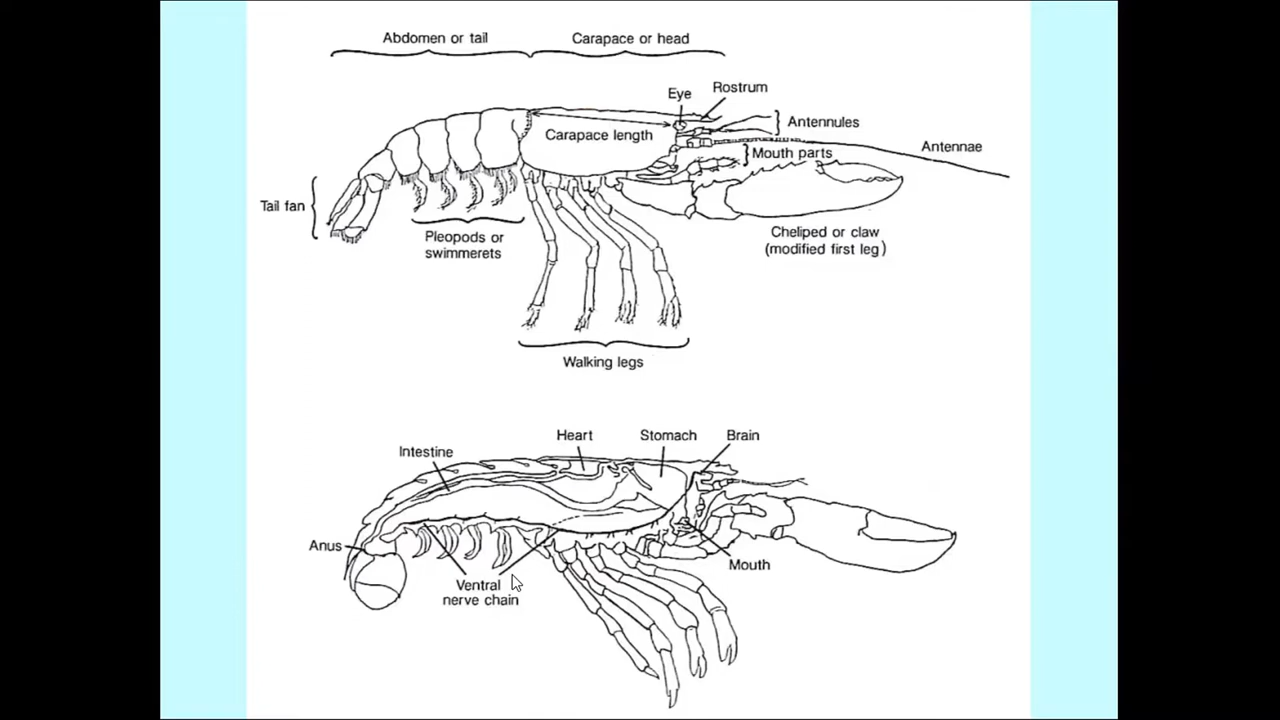 Abdomen or tail
Carapace or head
Eye
Rostrum
Antennules
Carapace length
Mouth parts
Antennae
Tail fan
Pleopods or
swimmerets
Cheliped or claw
(modified first leg)
Walking legs
Heart
Stomach
Brain
Intestine
Anus
Mouth
Ventral
nerve chain